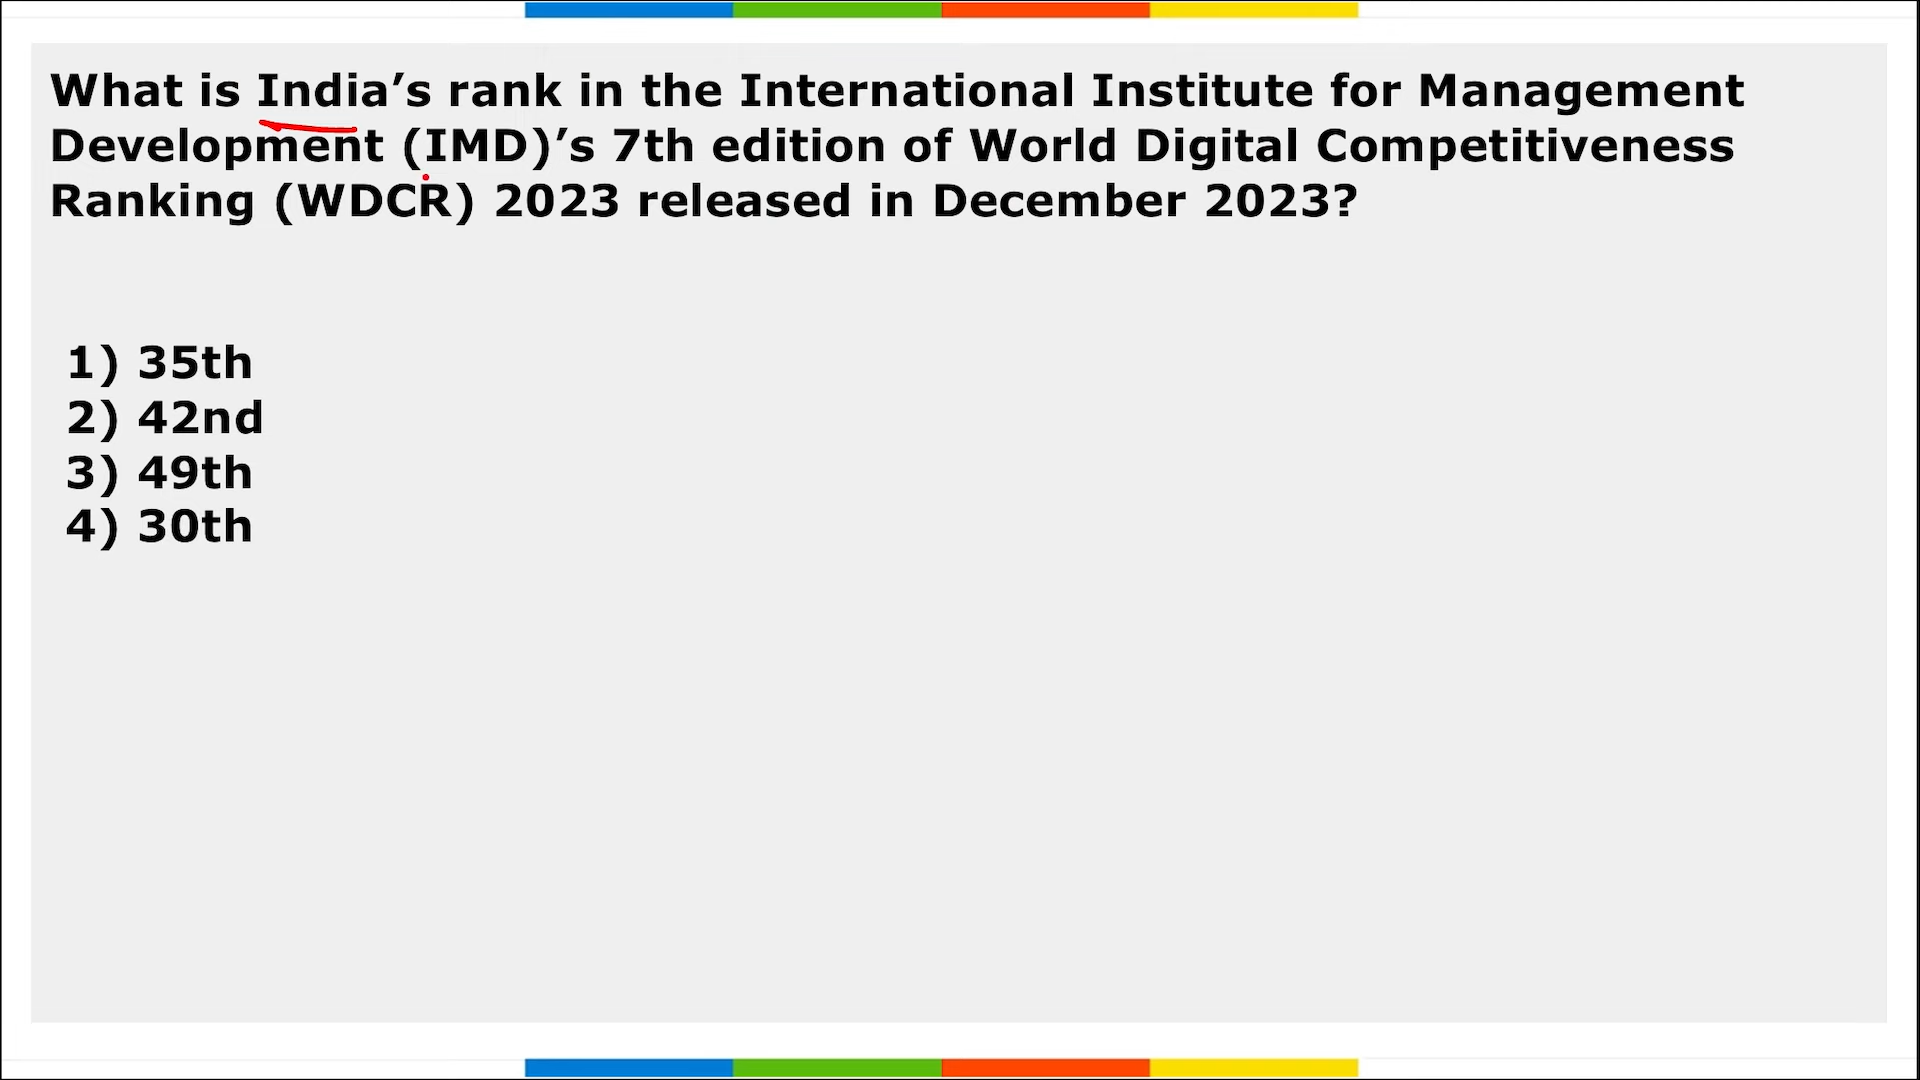 What is India’s rank in the International Institute for Management
Development (IMD)’s 7th edition of World Digital Competitiveness
Ranking (WDCR) 2023 released in December 2023?
1) 35th
2) 42nd
3) 49th
4) 30th